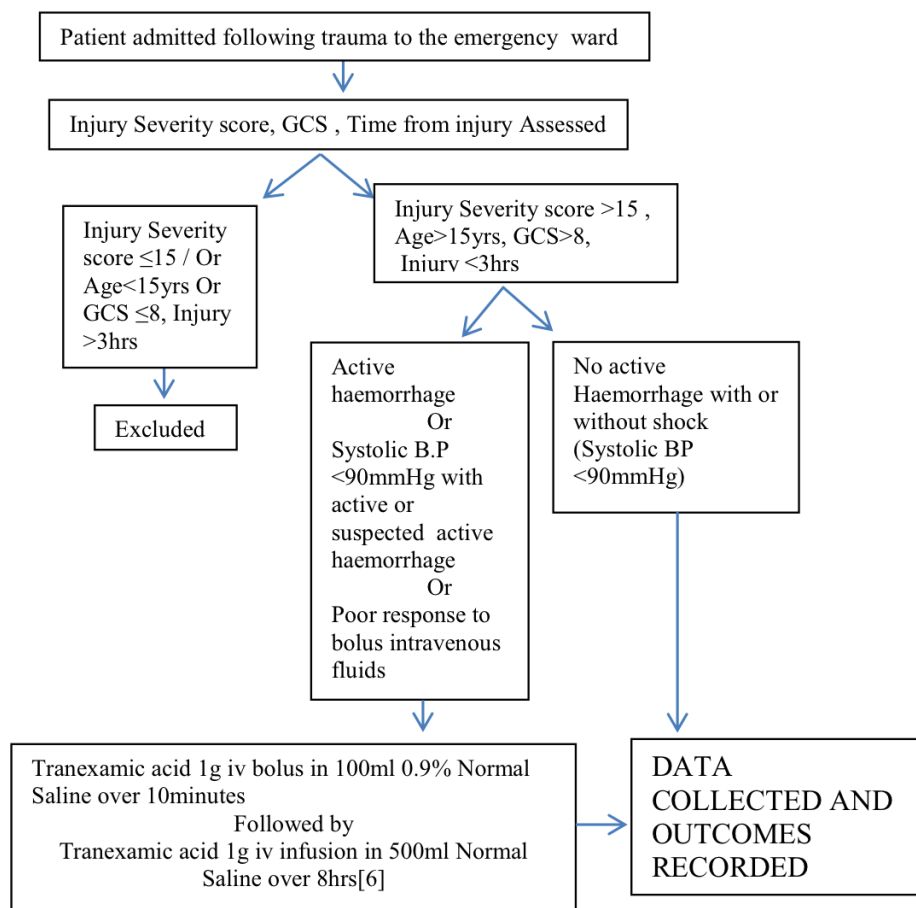 Patient admitted following trauma to the emergency ward
Injury Severity score, GCS , Time from injury Assessed
Injury Severity
score ≤15 / Or
Age<15yrs Or
GCS ≤8, Injury
>3hrs
Injury Severity score >15 ,
Age>15yrs, GCS>8,
Injury <3hrs
Excluded
Active
haemorrhage
Or
Systolic B.P
<90mmHg with
active or
suspected active
haemorrhage
Or
Poor response to
bolus intravenous
fluids
No active
Haemorrhage with or
without shock
(Systolic BP
<90mmHg)
Tranexamic acid 1g iv bolus in 100ml 0.9% Normal
Saline over 10minutes
Followed by
Tranexamic acid 1g iv infusion in 500ml Normal
Saline over 8hrs[6]
DATA
COLLECTED AND
OUTCOMES
RECORDED